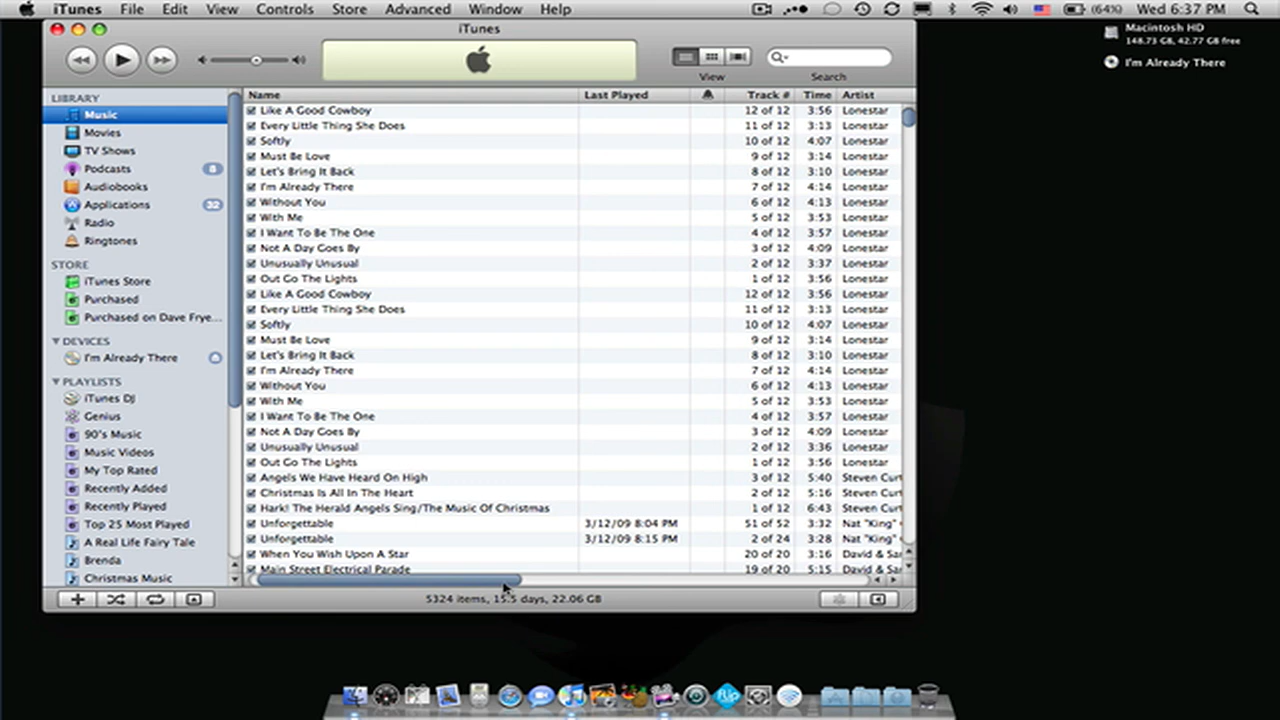 iTunes File Edit View Controls Store Advanced Window Help (64%) Wed 6:37 PM
Macintosh HD
148.73 GB, 42.77 GB free
I'm Already There
iTunes
View
Search
LIBRARY
Music
Movies
TV Shows
Podcasts 8
Audiobooks
Applications 32
Radio
Ringtones
STORE
iTunes Store
Purchased
Purchased on Dave Frye...
DEVICES
I'm Already There
PLAYLISTS
iTunes DJ
Genius
90's Music
Music Videos
My Top Rated
Recently Added
Recently Played
Top 25 Most Played
A Real Life Fairy Tale
Brenda
Christmas Music
Name Last Played Track # Time Artist
Like A Good Cowboy 12 of 12 3:56 Lonestar
Every Little Thing She Does 11 of 12 3:13 Lonestar
Softly 10 of 12 4:07 Lonestar
Must Be Love 9 of 12 3:14 Lonestar
Let's Bring It Back 8 of 12 3:10 Lonestar
I'm Already There 7 of 12 4:14 Lonestar
Without You 6 of 12 4:13 Lonestar
With Me 5 of 12 3:53 Lonestar
I Want To Be The One 4 of 12 3:57 Lonestar
Not A Day Goes By 3 of 12 4:09 Lonestar
Unusually Unusual 2 of 12 3:37 Lonestar
Out Go The Lights 1 of 12 3:56 Lonestar
Like A Good Cowboy 12 of 12 3:56 Lonestar
Every Little Thing She Does 11 of 12 3:13 Lonestar
Softly 10 of 12 4:07 Lonestar
Must Be Love 9 of 12 3:14 Lonestar
Let's Bring It Back 8 of 12 3:10 Lonestar
I'm Already There 7 of 12 4:14 Lonestar
Without You 6 of 12 4:13 Lonestar
With Me 5 of 12 3:53 Lonestar
I Want To Be The One 4 of 12 3:57 Lonestar
Not A Day Goes By 3 of 12 4:09 Lonestar
Unusually Unusual 2 of 12 3:36 Lonestar
Out Go The Lights 1 of 12 3:56 Lonestar
Angels We Have Heard On High 3 of 12 5:40 Steven Curt
Christmas Is All In The Heart 2 of 12 5:16 Steven Curt
Hark! The Herald Angels Sing/The Music Of Christmas 1 of 12 6:43 Steven Curt
Unforgettable 3/12/09 8:04 PM 51 of 52 3:32 Nat "King"
Unforgettable 3/12/09 8:15 PM 2 of 24 3:28 Nat "King"
When You Wish Upon A Star 20 of 20 3:16 David & Sa
Main Street Electrical Parade 19 of 20 5:15 David & Sa
5324 items, 15.5 days, 22.06 GB
flip